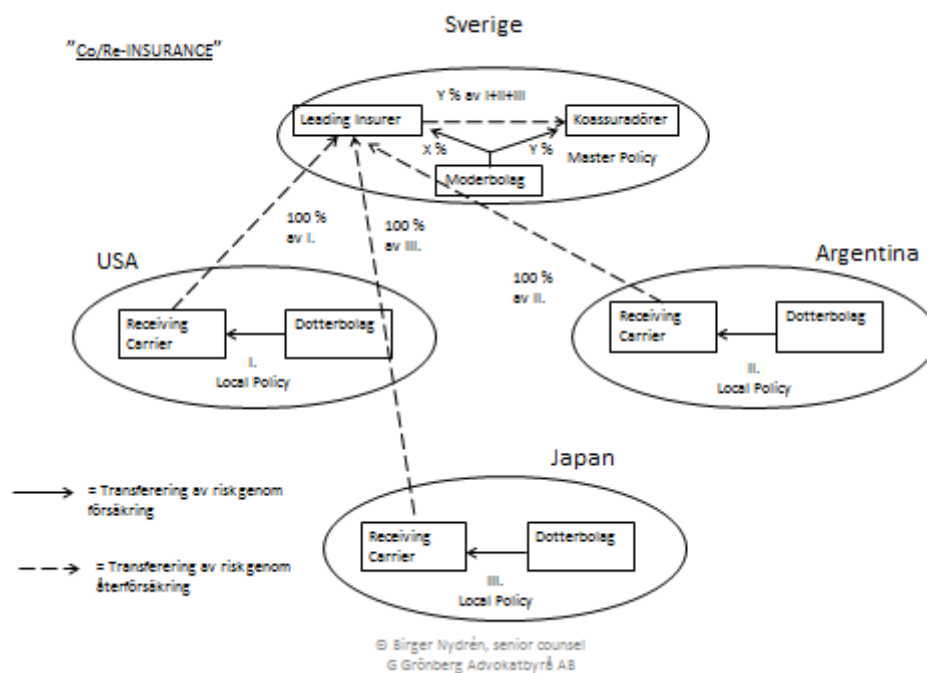 Sverige
"Co/Re-INSURANCE"
Y % av I+II+III
Leading Insurer
Koassuradörer
X %
Y %
Master Policy
Moderbolag
100 %
av I.
100 %
av III.
USA
Argentina
100 %
av II.
Receiving
Carrier
Dotterbolag
I.
Local Policy
Receiving
Carrier
Dotterbolag
II.
Local Policy
Japan
= Transferering av risk genom
försäkring
Receiving
Carrier
Dotterbolag
= Transferering av risk genom
återförsäkring
III.
Local Policy
© Birger Nydrén, senior counsel
G Grönberg Advokatbyrå AB